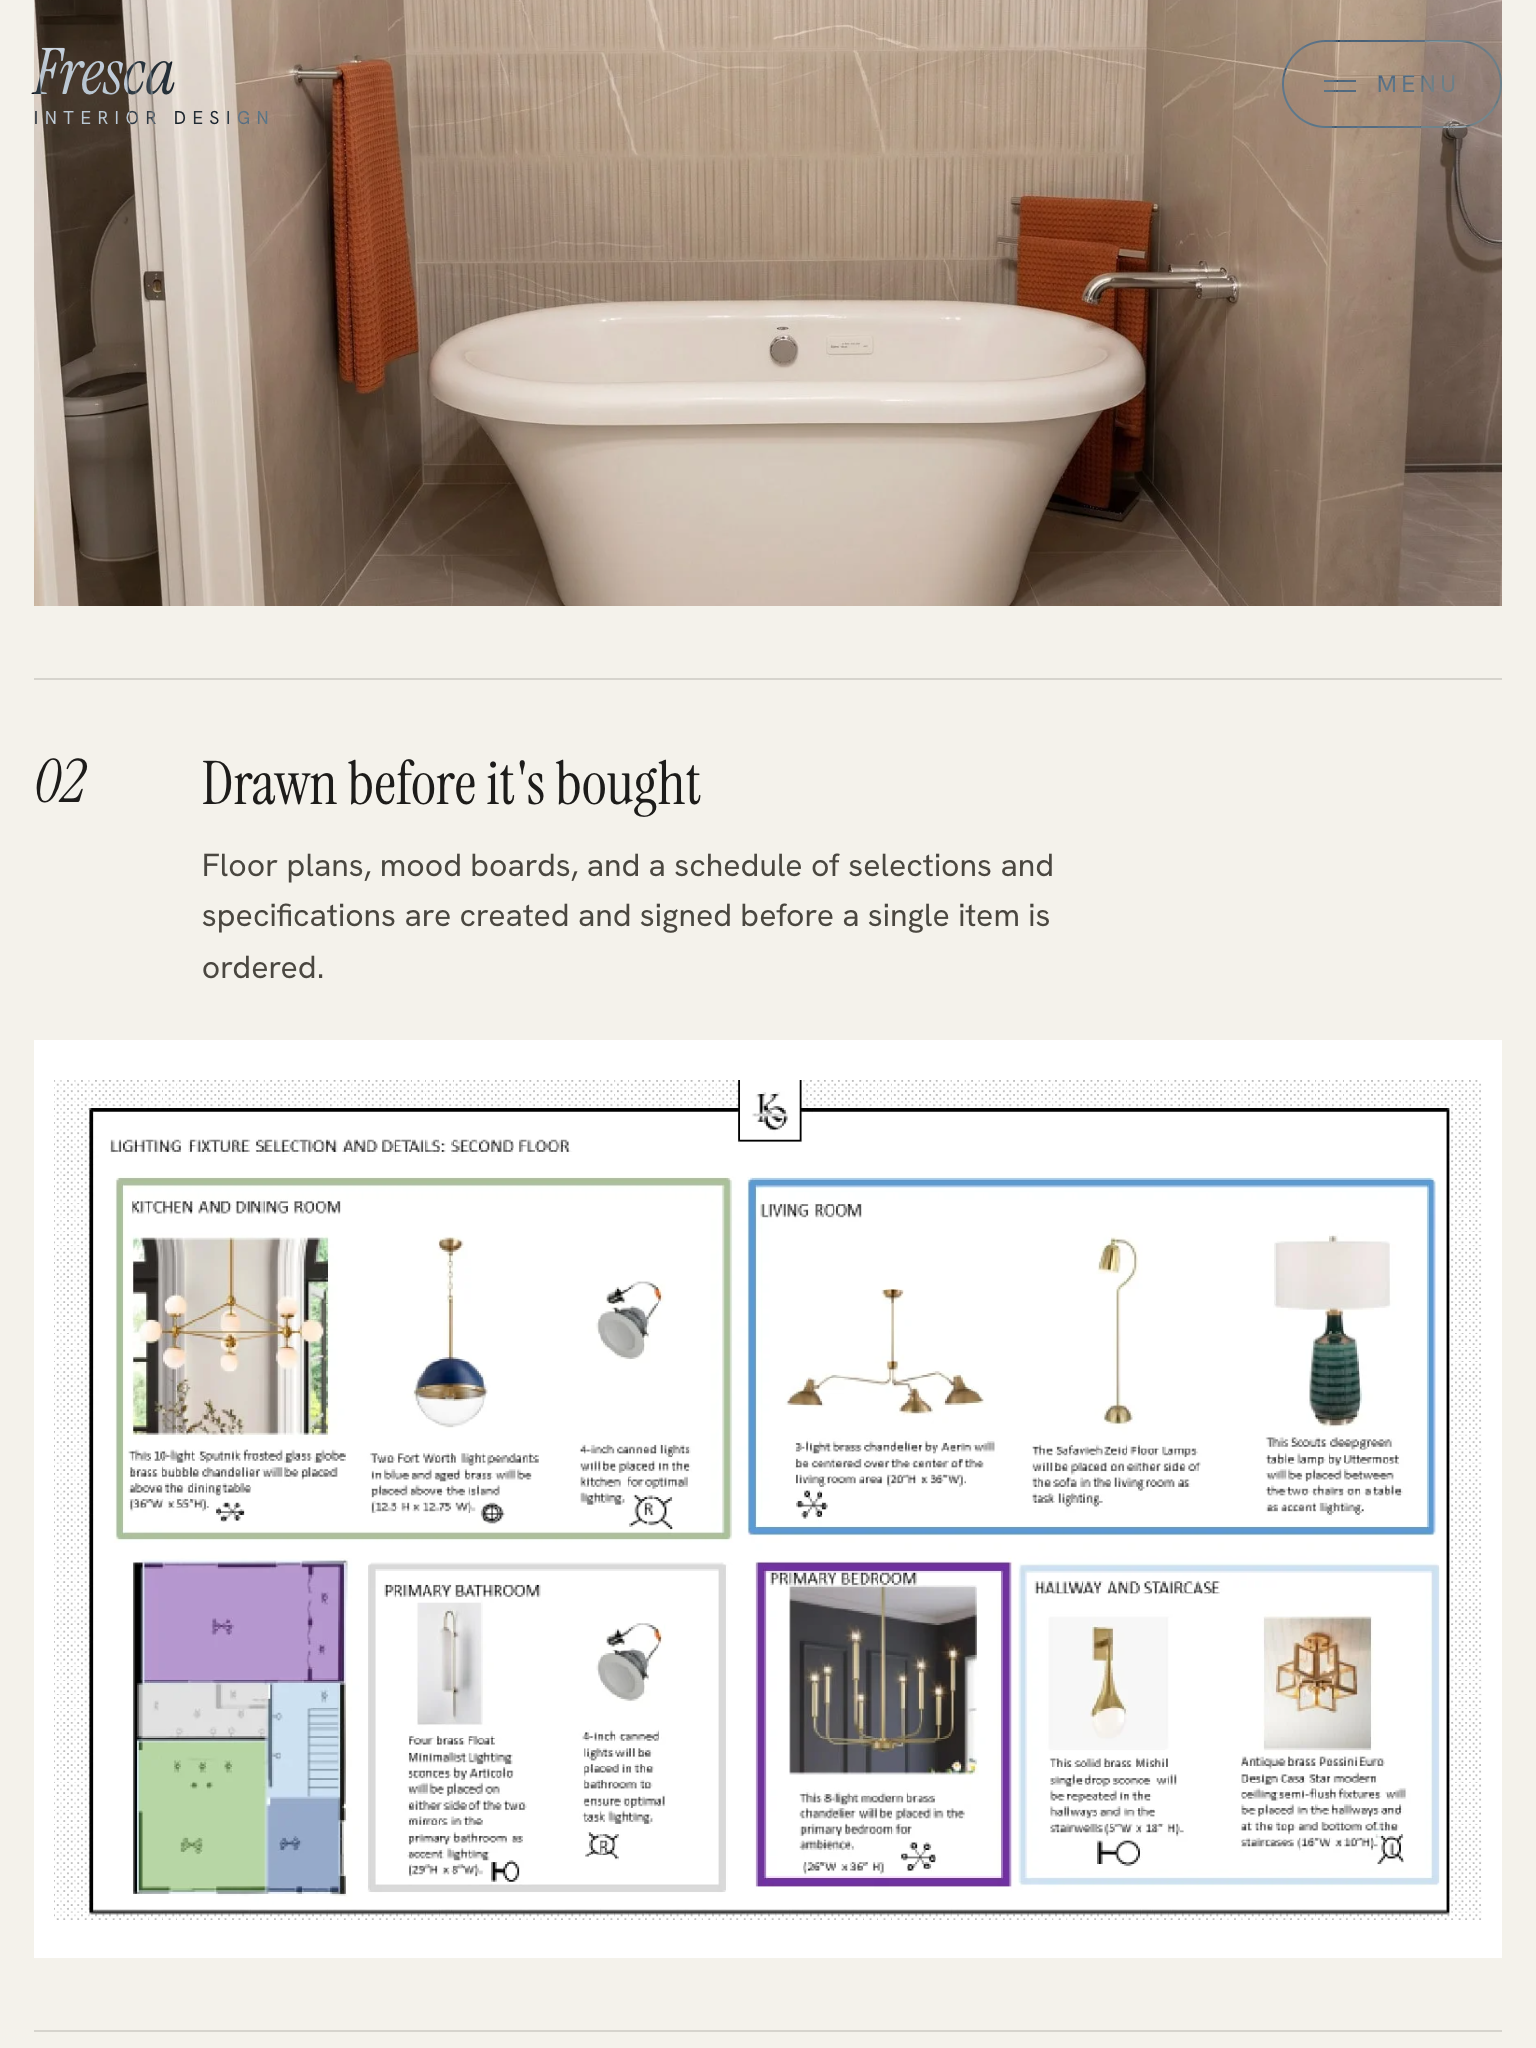 Fresca
INTERIOR DESIGN
MENU
02
Drawn before it's bought
Floor plans, mood boards, and a schedule of selections and
specifications are created and signed before a single item is
ordered.
LIGHTING FIXTURE SELECTION AND DETAILS: SECOND FLOOR
KITCHEN AND DINING ROOM
This 10-light Sputnik frosted glass globe
brass bubble chandelier will be placed
above the dining table
(36"W x 55"H).
Two Fort Worth light pendants
in blue and aged brass will be
placed above the island
(12.5 H x 12.75 W).
4-inch canned lights
will be placed in the
kitchen for optimal
lighting.
R
LIVING ROOM
3-light brass chandelier by Aerin will
be centered over the center of the
living room area (20"H x 36"W).
The Safavieh Zeid Floor Lamps
will be placed on either side of
the sofa in the living room as
task lighting.
This Scouts deep green
table lamp by Uttermost
will be placed between
the two chairs on a table
as accent lighting.
PRIMARY BATHROOM
Four brass Float
Minimalist Lighting
sconces by Articolo
will be placed on
either side of the two
mirrors in the
primary bathroom as
accent lighting
(29"H x 8"W).
4-inch canned
lights will be
placed in the
bathroom to
ensure optimal
task lighting.
R
PRIMARY BEDROOM
This 8-light modern brass
chandelier will be placed in the
primary bedroom for
ambience.
(26"W x 36" H)
HALLWAY AND STAIRCASE
This solid brass Mishil
single drop sconce will
be repeated in the
hallways and in the
stairwells (5"W x 18" H).
Antique brass Possini Euro
Design Casa Star modern
ceiling semi-flush fixtures will
be placed in the hallways and
at the top and bottom of the
staircases (16"W x 10"H).